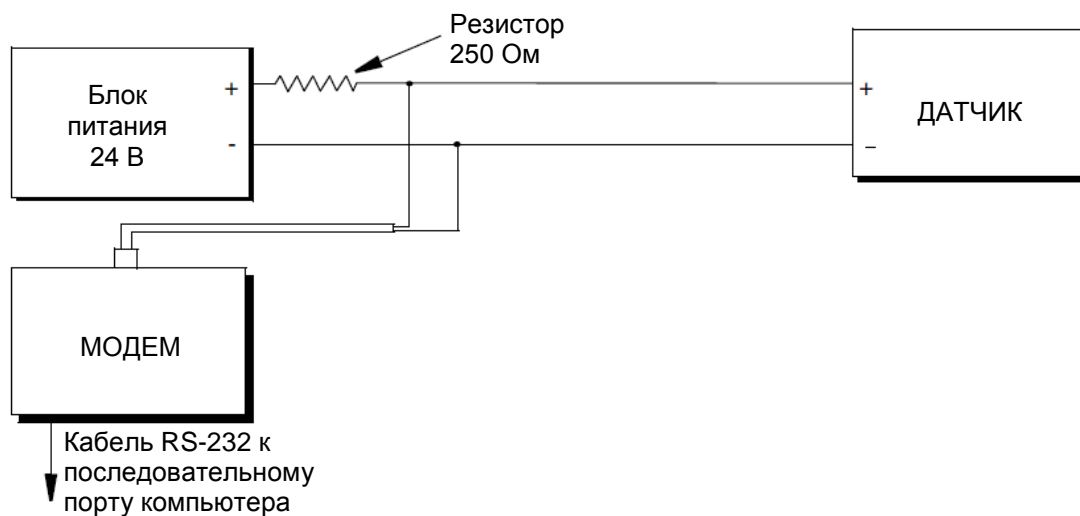 Резистор
250 Ом
Блок
питания
24 В
+
-
+
–
ДАТЧИК
МОДЕМ
Кабель RS-232 к
последовательному
порту компьютера